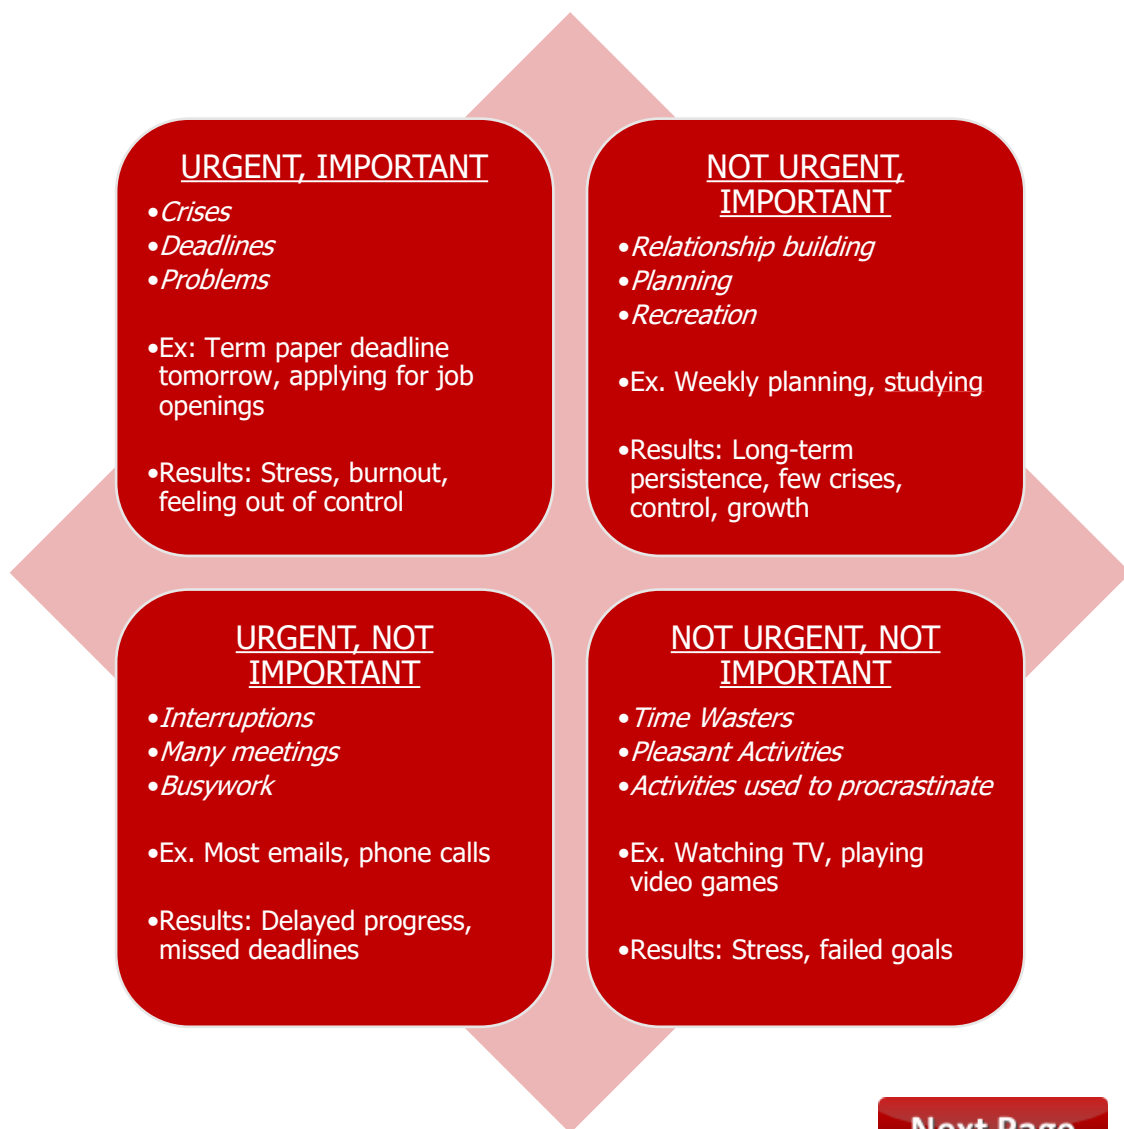 URGENT, IMPORTANT
•Crises
•Deadlines
•Problems
•Ex: Term paper deadline
tomorrow, applying for job
openings
•Results: Stress, burnout,
feeling out of control
NOT URGENT,
IMPORTANT
•Relationship building
•Planning
•Recreation
•Ex. Weekly planning, studying
•Results: Long-term
persistence, few crises,
control, growth
URGENT, NOT
IMPORTANT
•Interruptions
•Many meetings
•Busywork
•Ex. Most emails, phone calls
•Results: Delayed progress,
missed deadlines
NOT URGENT, NOT
IMPORTANT
•Time Wasters
•Pleasant Activities
•Activities used to procrastinate
•Ex. Watching TV, playing
video games
•Results: Stress, failed goals
Next Page